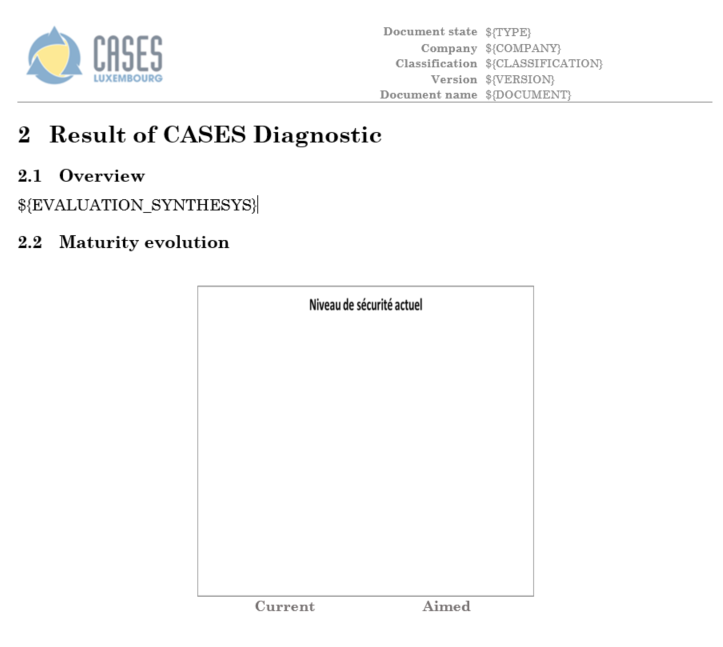 CASES
LUXEMBOURG
Document state ${TYPE}
Company ${COMPANY}
Classification ${CLASSIFICATION}
Version ${VERSION}
Document name ${DOCUMENT}
2 Result of CASES Diagnostic
2.1 Overview
${EVALUATION_SYNTHESYS}
2.2 Maturity evolution
Niveau de sécurité actuel
Current Aimed